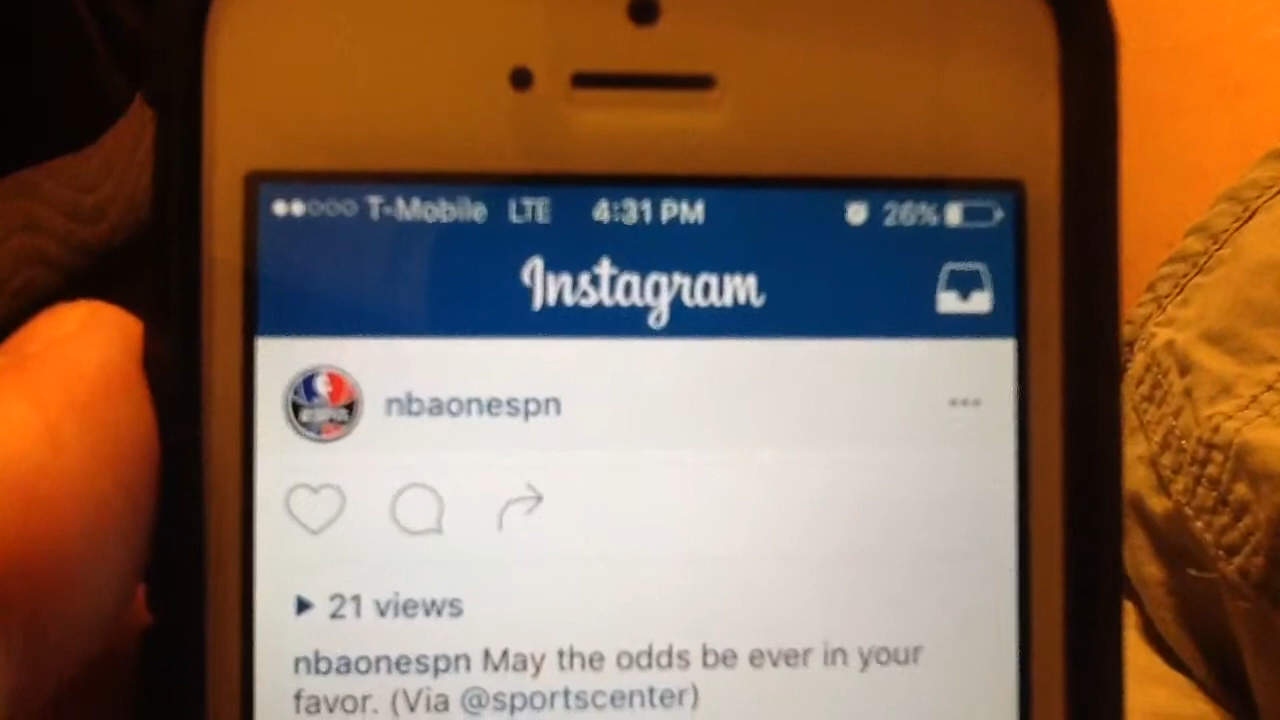 T-Mobile LTE 4:31 PM 26%
Instagram
nbaonespn
21 views
nbaonespn May the odds be ever in your
favor. (Via @sportscenter)